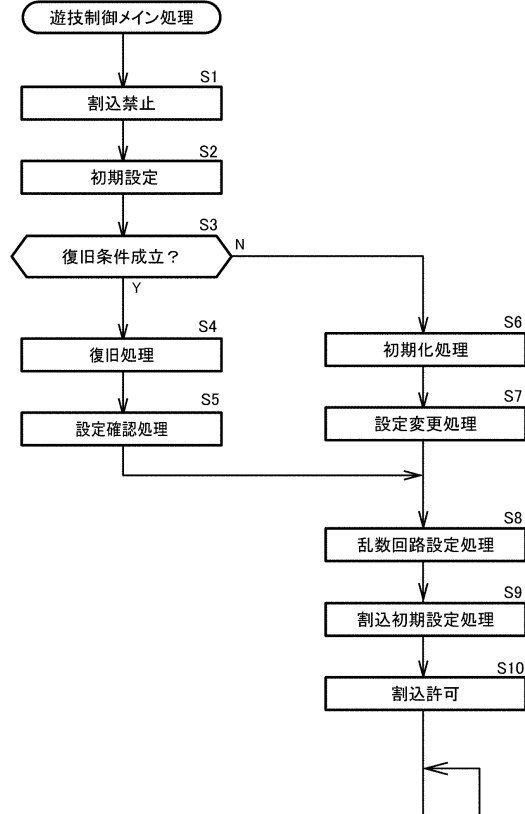 遊技制御メイン処理
S1
割込禁止
S2
初期設定
S3
復旧条件成立?
N
Y
S4
復旧処理
S5
設定確認処理
S6
初期化処理
S7
設定変更処理
S8
乱数回路設定処理
S9
割込初期設定処理
S10
割込許可